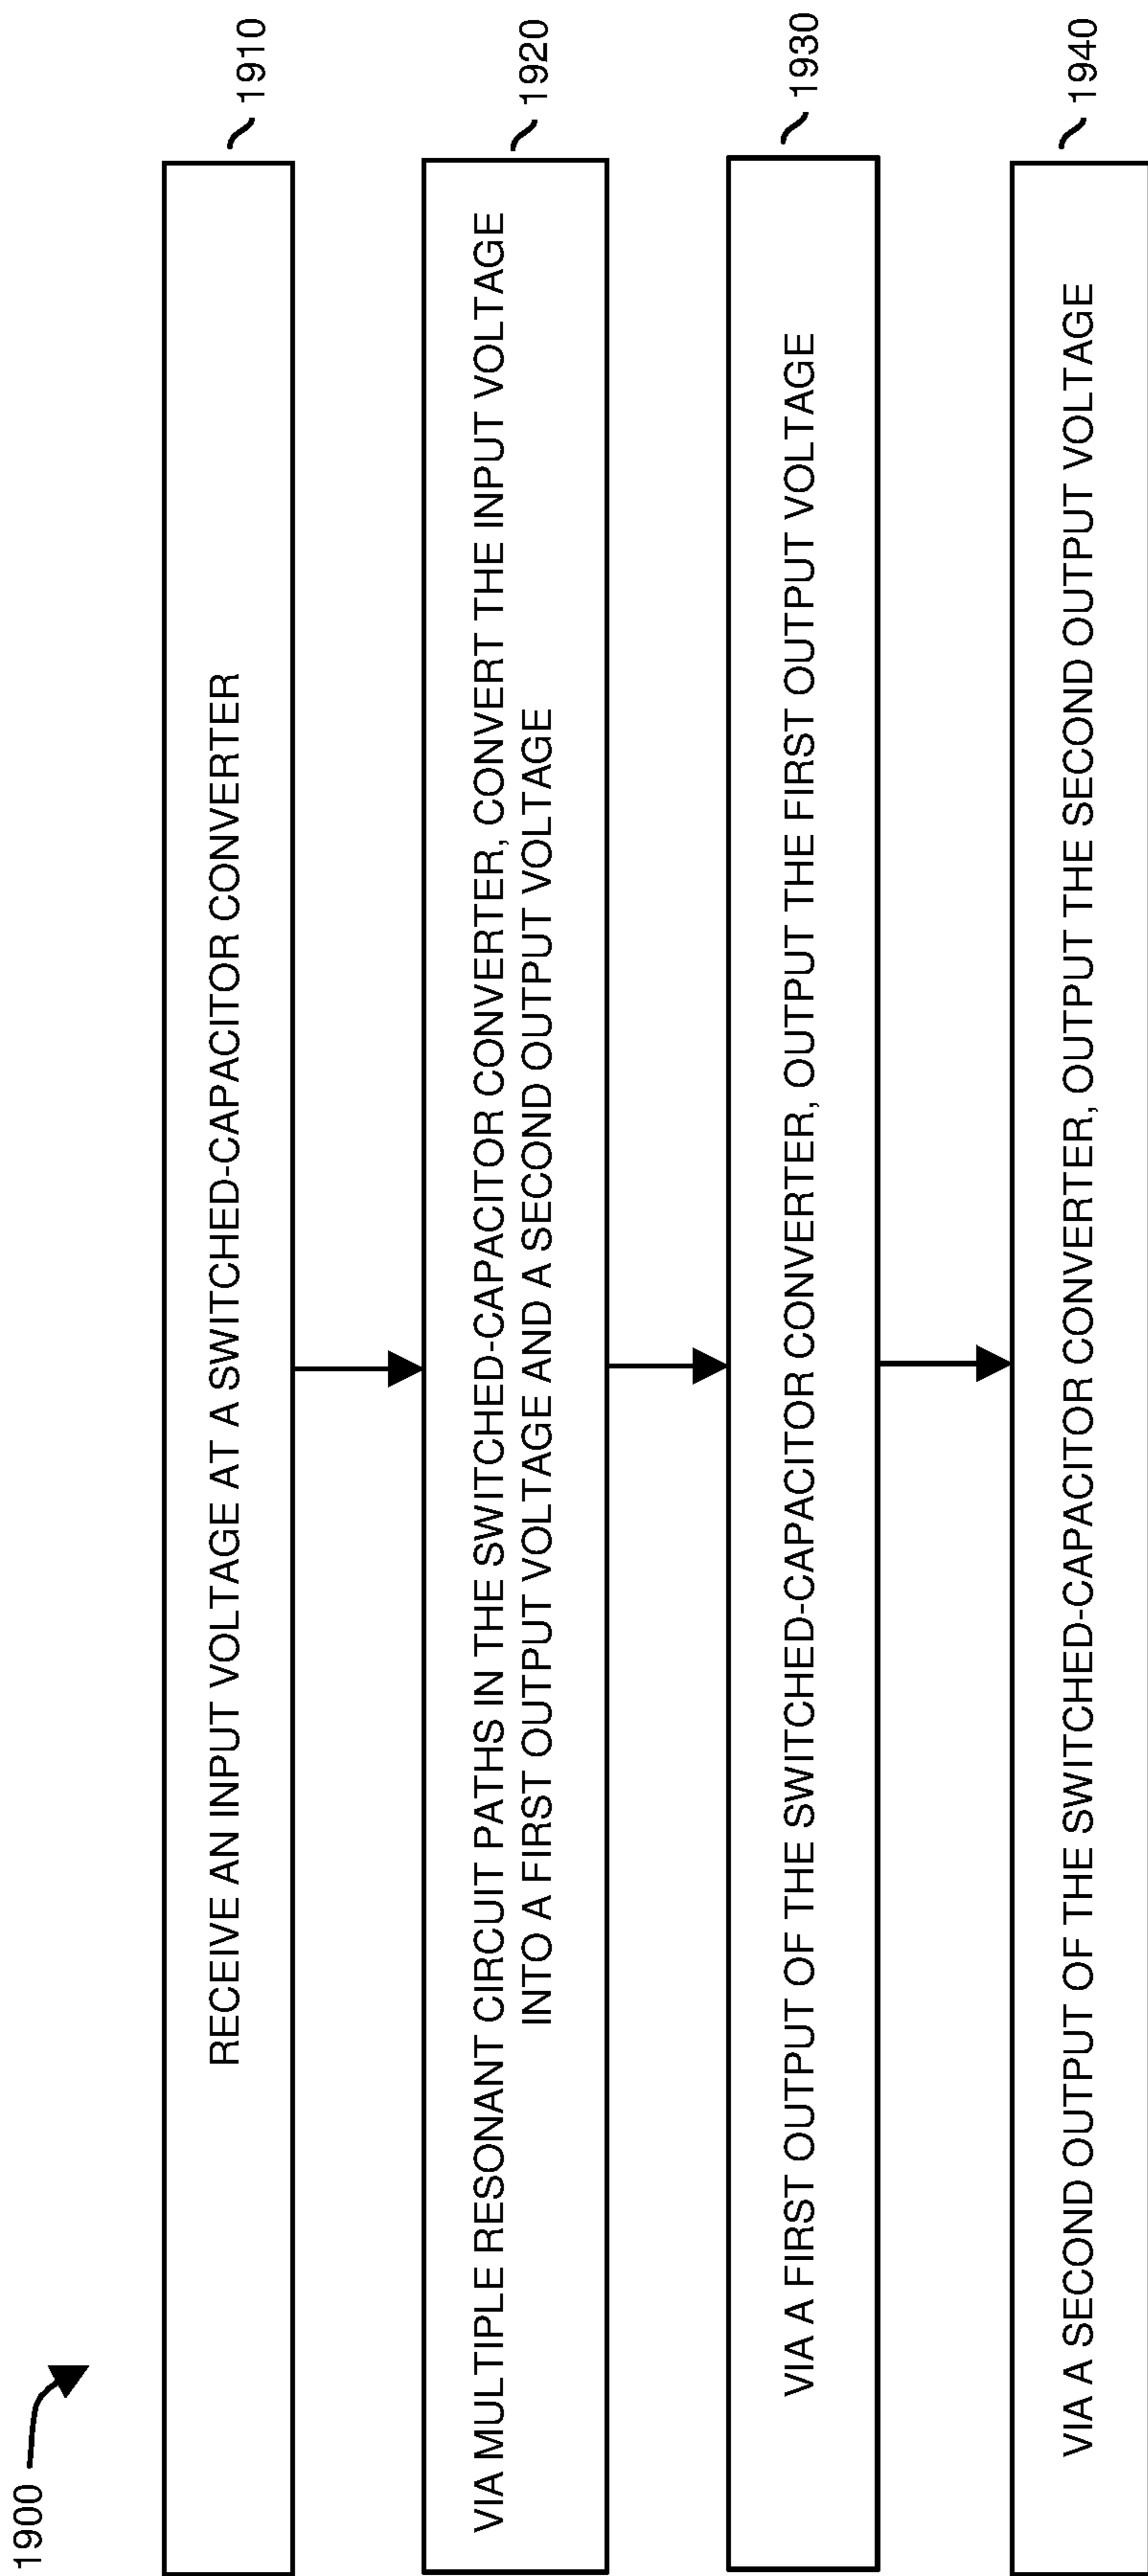 1900
RECEIVE AN INPUT VOLTAGE AT A SWITCHED-CAPACITOR CONVERTER
1910
VIA MULTIPLE RESONANT CIRCUIT PATHS IN THE SWITCHED-CAPACITOR CONVERTER, CONVERT THE INPUT VOLTAGE
INTO A FIRST OUTPUT VOLTAGE AND A SECOND OUTPUT VOLTAGE
1920
VIA A FIRST OUTPUT OF THE SWITCHED-CAPACITOR CONVERTER, OUTPUT THE FIRST OUTPUT VOLTAGE
1930
VIA A SECOND OUTPUT OF THE SWITCHED-CAPACITOR CONVERTER, OUTPUT THE SECOND OUTPUT VOLTAGE
1940